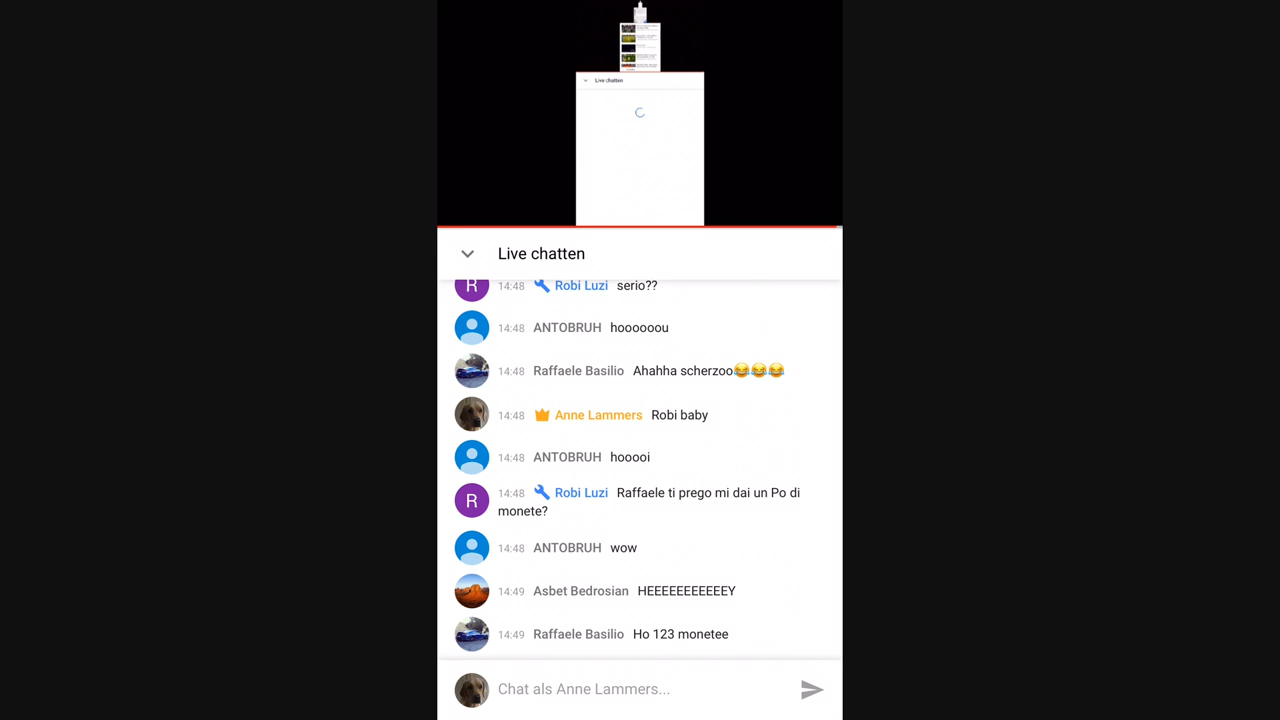 Live chatten
Live chatten
R 14:48 Robi Luzi serio??
14:48 ANTOBRUH hoooooou
14:48 Raffaele Basilio Ahahha scherzoo😂😂😂
14:48 Anne Lammers Robi baby
14:48 ANTOBRUH hooooi
R 14:48 Robi Luzi Raffaele ti prego mi dai un Po di
monete?
14:48 ANTOBRUH wow
14:49 Asbet Bedrosian HEEEEEEEEEEEY
14:49 Raffaele Basilio Ho 123 monetee
Chat als Anne Lammers...